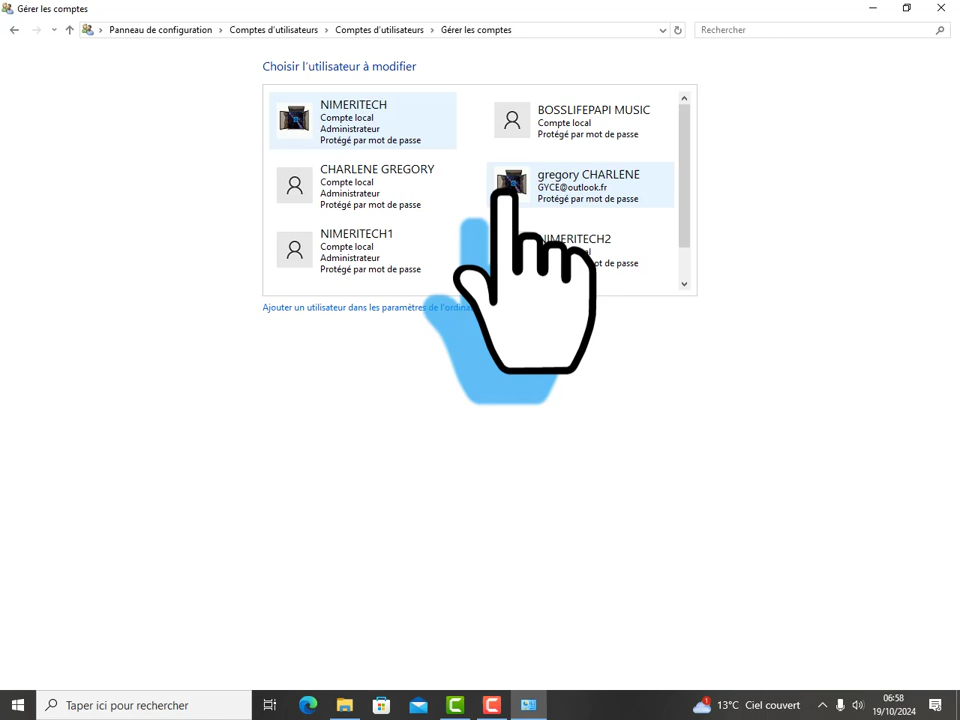 Gérer les comptes
Panneau de configuration > Comptes d'utilisateurs > Comptes d'utilisateurs > Gérer les comptes
Rechercher
Choisir l'utilisateur à modifier
NIMERITECH
Compte local
Administrateur
Protégé par mot de passe
BOSSLIFEPAPI MUSIC
Compte local
Protégé par mot de passe
CHARLENE GREGORY
Compte local
Administrateur
Protégé par mot de passe
gregory CHARLENE
GYCE@outlook.fr
Protégé par mot de passe
NIMERITECH1
Compte local
Administrateur
Protégé par mot de passe
NIMERITECH2
mot de passe
Ajouter un utilisateur dans les paramètres de
Taper ici pour rechercher
1
13°C Ciel couvert
06:58
19/10/2024